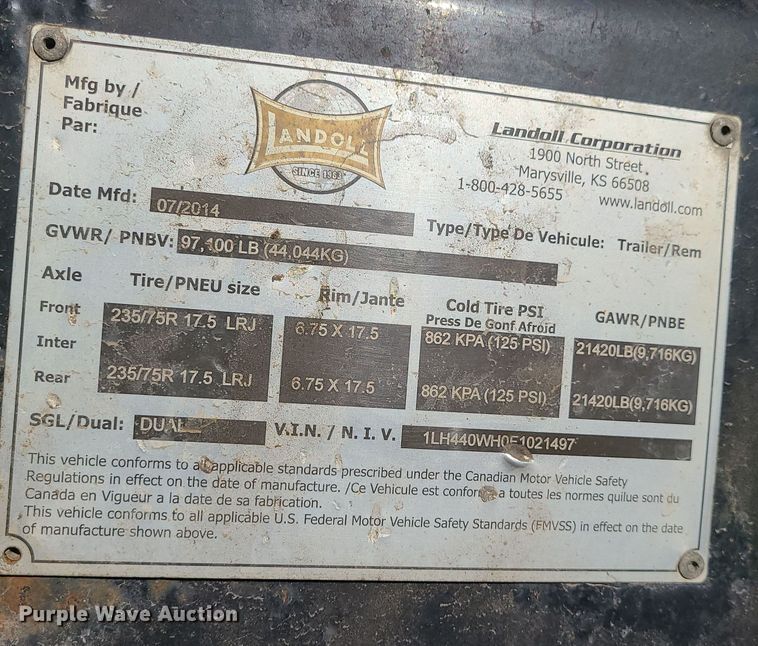 Mfg by /
Fabrique
Par:
LANDOLL
SINCE 1963
Landoll Corporation
1900 North Street
Marysville, KS 66508
1-800-428-5655 www.landoll.com
Date Mfd: 07/2014
Type/Type De Vehicule: Trailer/Rem
GVWR/ PNBV: 97,100 LB (44,044KG)
Axle Tire/PNEU size Rim/Jante Cold Tire PSI Press De Gonf Afroid GAWR/PNBE
Front 235/75R 17.5 LRJ 6.75 X 17.5 862 KPA (125 PSI) 21420LB(9,716KG)
Inter
Rear 235/75R 17.5 LRJ 6.75 X 17.5 862 KPA (125 PSI) 21420LB(9,716KG)
SGL/Dual: DUAL V.I.N. / N. I. V. 1LH440WH0E1021497
This vehicle conforms to all applicable standards prescribed under the Canadian Motor Vehicle Safety
Regulations in effect on the date of manufacture. /Ce Vehicule est conforme a toutes les normes quilue sont du
Canada en Vigueur a la date de sa fabrication.
This vehicle conforms to all applicable U.S. Federal Motor Vehicle Safety Standards (FMVSS) in effect on the date
of manufacture shown above.
Purple Wave Auction